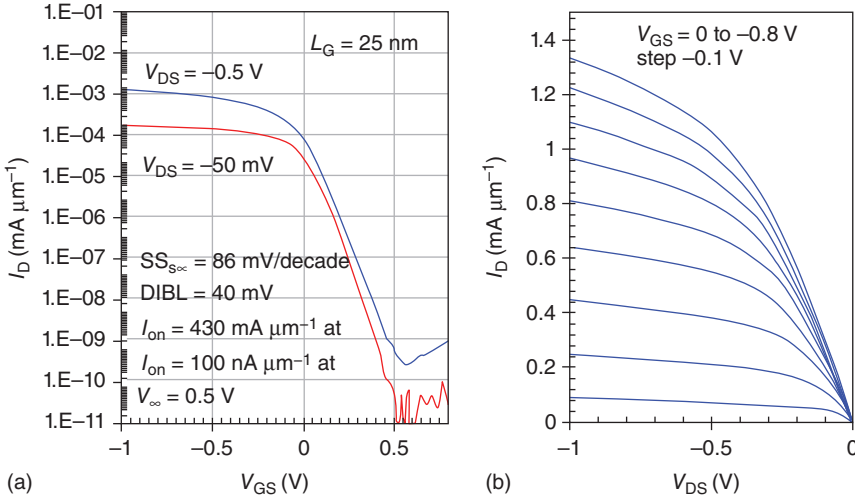 1.E–01
1.E–00
1.E–03
1.E–04
1.E–05
1.E–06
1.E–07
1.E–08
1.E–09
1.E–10
1.E–11
I_D (mA µm⁻¹)
L_G = 25 nm
V_DS = –0.5 V
V_DS = –50 mV
SS_s∞ = 86 mV/decade
DIBL = 40 mV
I_on = 430 mA µm⁻¹ at
I_on = 100 nA µm⁻¹ at
V_∞ = 0.5 V
–1
–0.5
0
0.5
V_GS (V)
(a)
1.4
1.2
1
0.8
0.6
0.4
0.2
0
I_D (mA µm⁻¹)
V_GS = 0 to –0.8 V
step –0.1 V
–1
–0.5
0
V_DS (V)
(b)